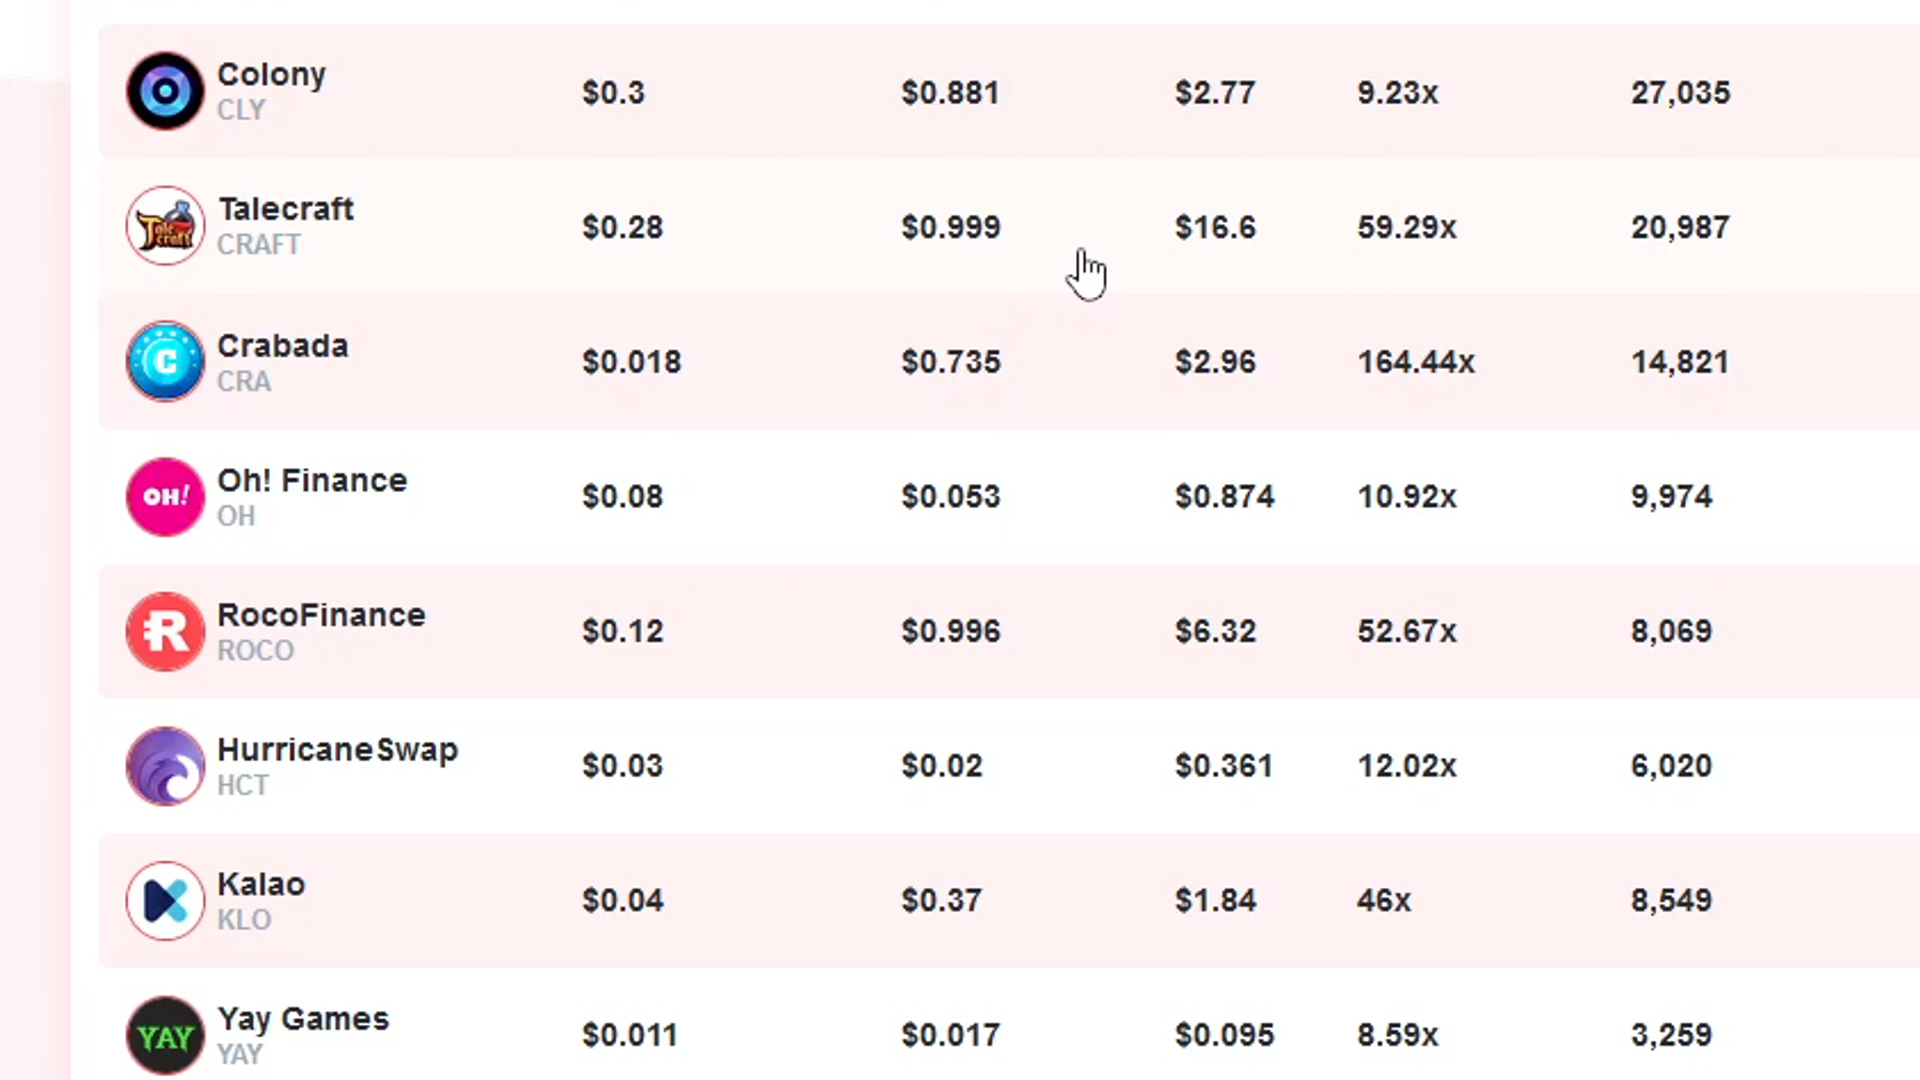 Colony $0.3 $0.881 $2.77 9.23x 27,035
CLY
Talecraft $0.28 $0.999 $16.6 59.29x 20,987
CRAFT
Tale
craft
Crabada $0.018 $0.735 $2.96 164.44x 14,821
CRA
C
Oh! Finance $0.08 $0.053 $0.874 10.92x 9,974
OH
OH!
RocoFinance $0.12 $0.996 $6.32 52.67x 8,069
ROCO
R
HurricaneSwap $0.03 $0.02 $0.361 12.02x 6,020
HCT
Kalao $0.04 $0.37 $1.84 46x 8,549
KLO
Yay Games $0.011 $0.017 $0.095 8.59x 3,259
YAY
YAY